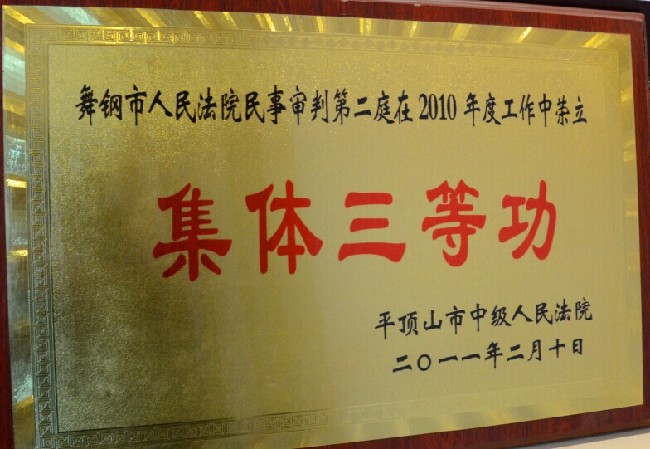 舞钢市人民法院民事审判第二庭在2010年度工作中荣立
集体三等功
平顶山市中级人民法院
二〇一一年二月十日